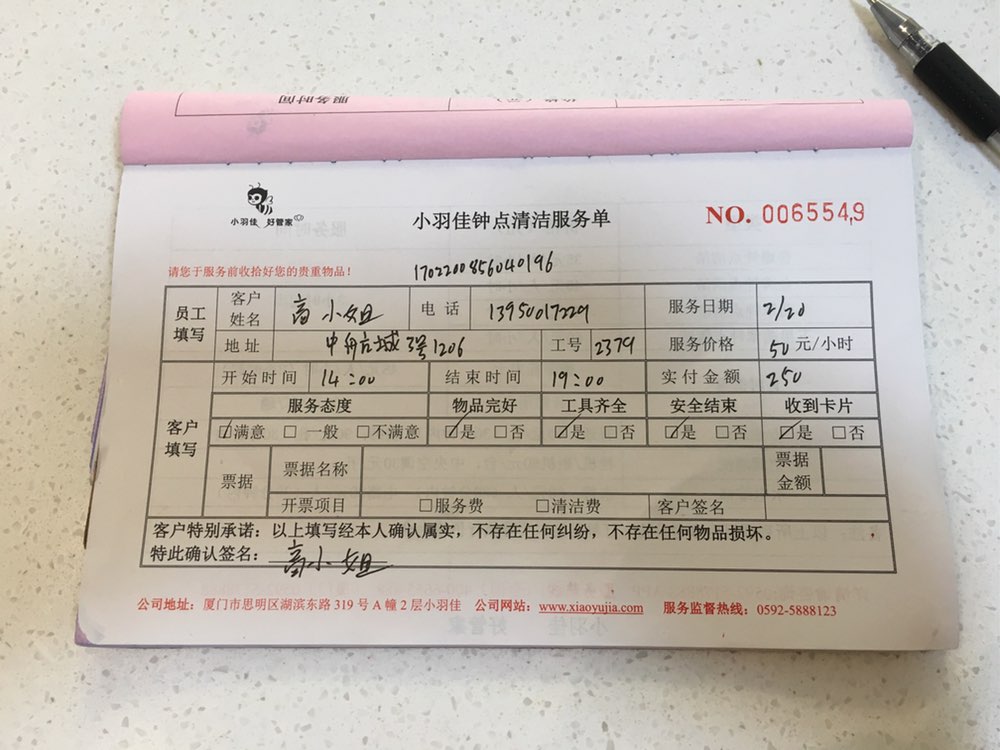 服务时间
小羽佳 好管家
小羽佳钟点清洁服务单
NO. 0065549
请您于服务前收拾好您的贵重物品！
1702200856040196
员工填写 客户姓名 高小姐 电话 13950017229 服务日期 2/20
地址 中舟广城3号1206 工号 2379 服务价格 50 元/小时
客户填写 开始时间 14:00 结束时间 19:00 实付金额 250
服务态度 物品完好 工具齐全 安全结束 收到卡片
☑满意 □ 一般 □不满意 ☑是 □否 ☑是 □否 ☑是 □否 ☑是 □否
票据 票据名称 票据金额
开票项目 □服务费 □清洁费 客户签名
客户特别承诺：以上填写经本人确认属实，不存在任何纠纷，不存在任何物品损坏。
特此确认签名：高小姐
公司地址：厦门市思明区湖滨东路 319 号 A 幢 2 层小羽佳 公司网站：www.xiaoyujia.com 服务监督热线：0592-5888123